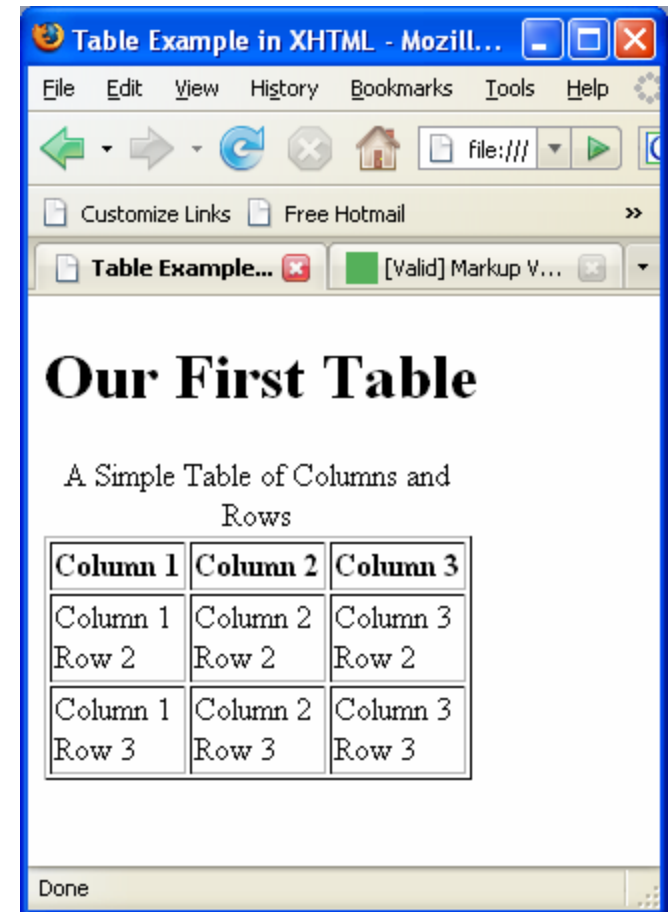 Table Example in XHTML - Mozill...
File Edit View History Bookmarks Tools Help
file:///
Customize Links Free Hotmail »
Table Example... [Valid] Markup V...
Our First Table
A Simple Table of Columns and
Rows
Column 1 Column 2 Column 3
Column 1 Column 2 Column 3
Row 2 Row 2 Row 2
Column 1 Column 2 Column 3
Row 3 Row 3 Row 3
Done